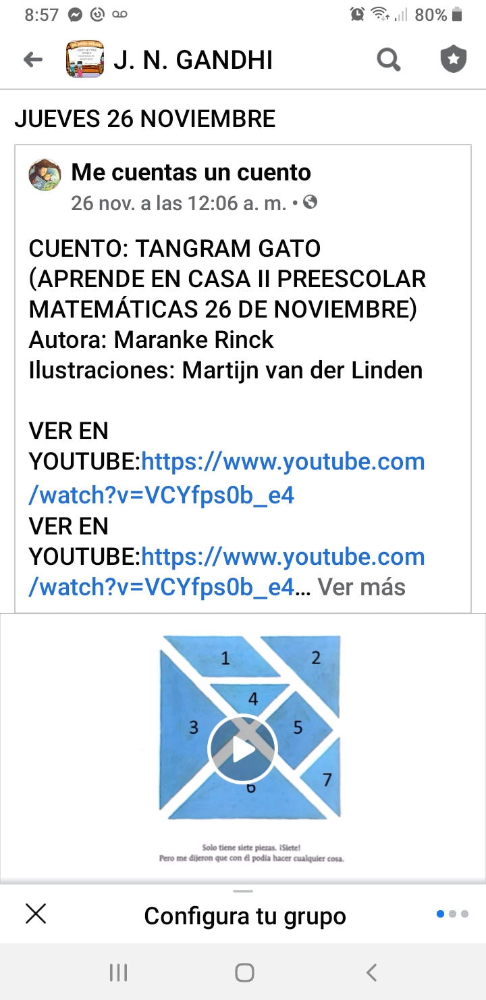 8:57
80%
J. N. GANDHI
JUEVES 26 NOVIEMBRE
Me cuentas un cuento
26 nov. a las 12:06 a. m. •
CUENTO: TANGRAM GATO
(APRENDE EN CASA II PREESCOLAR
MATEMÁTICAS 26 DE NOVIEMBRE)
Autora: Maranke Rinck
Ilustraciones: Martijn van der Linden
VER EN
YOUTUBE:https://www.youtube.com
/watch?v=VCYfps0b_e4
VER EN
YOUTUBE:https://www.youtube.com
/watch?v=VCYfps0b_e4... Ver más
1
2
4
3
5
7
6
Solo tiene siete piezas. ¡Siete!
Pero me dijeron que con él podía hacer cualquier cosa.
Configura tu grupo